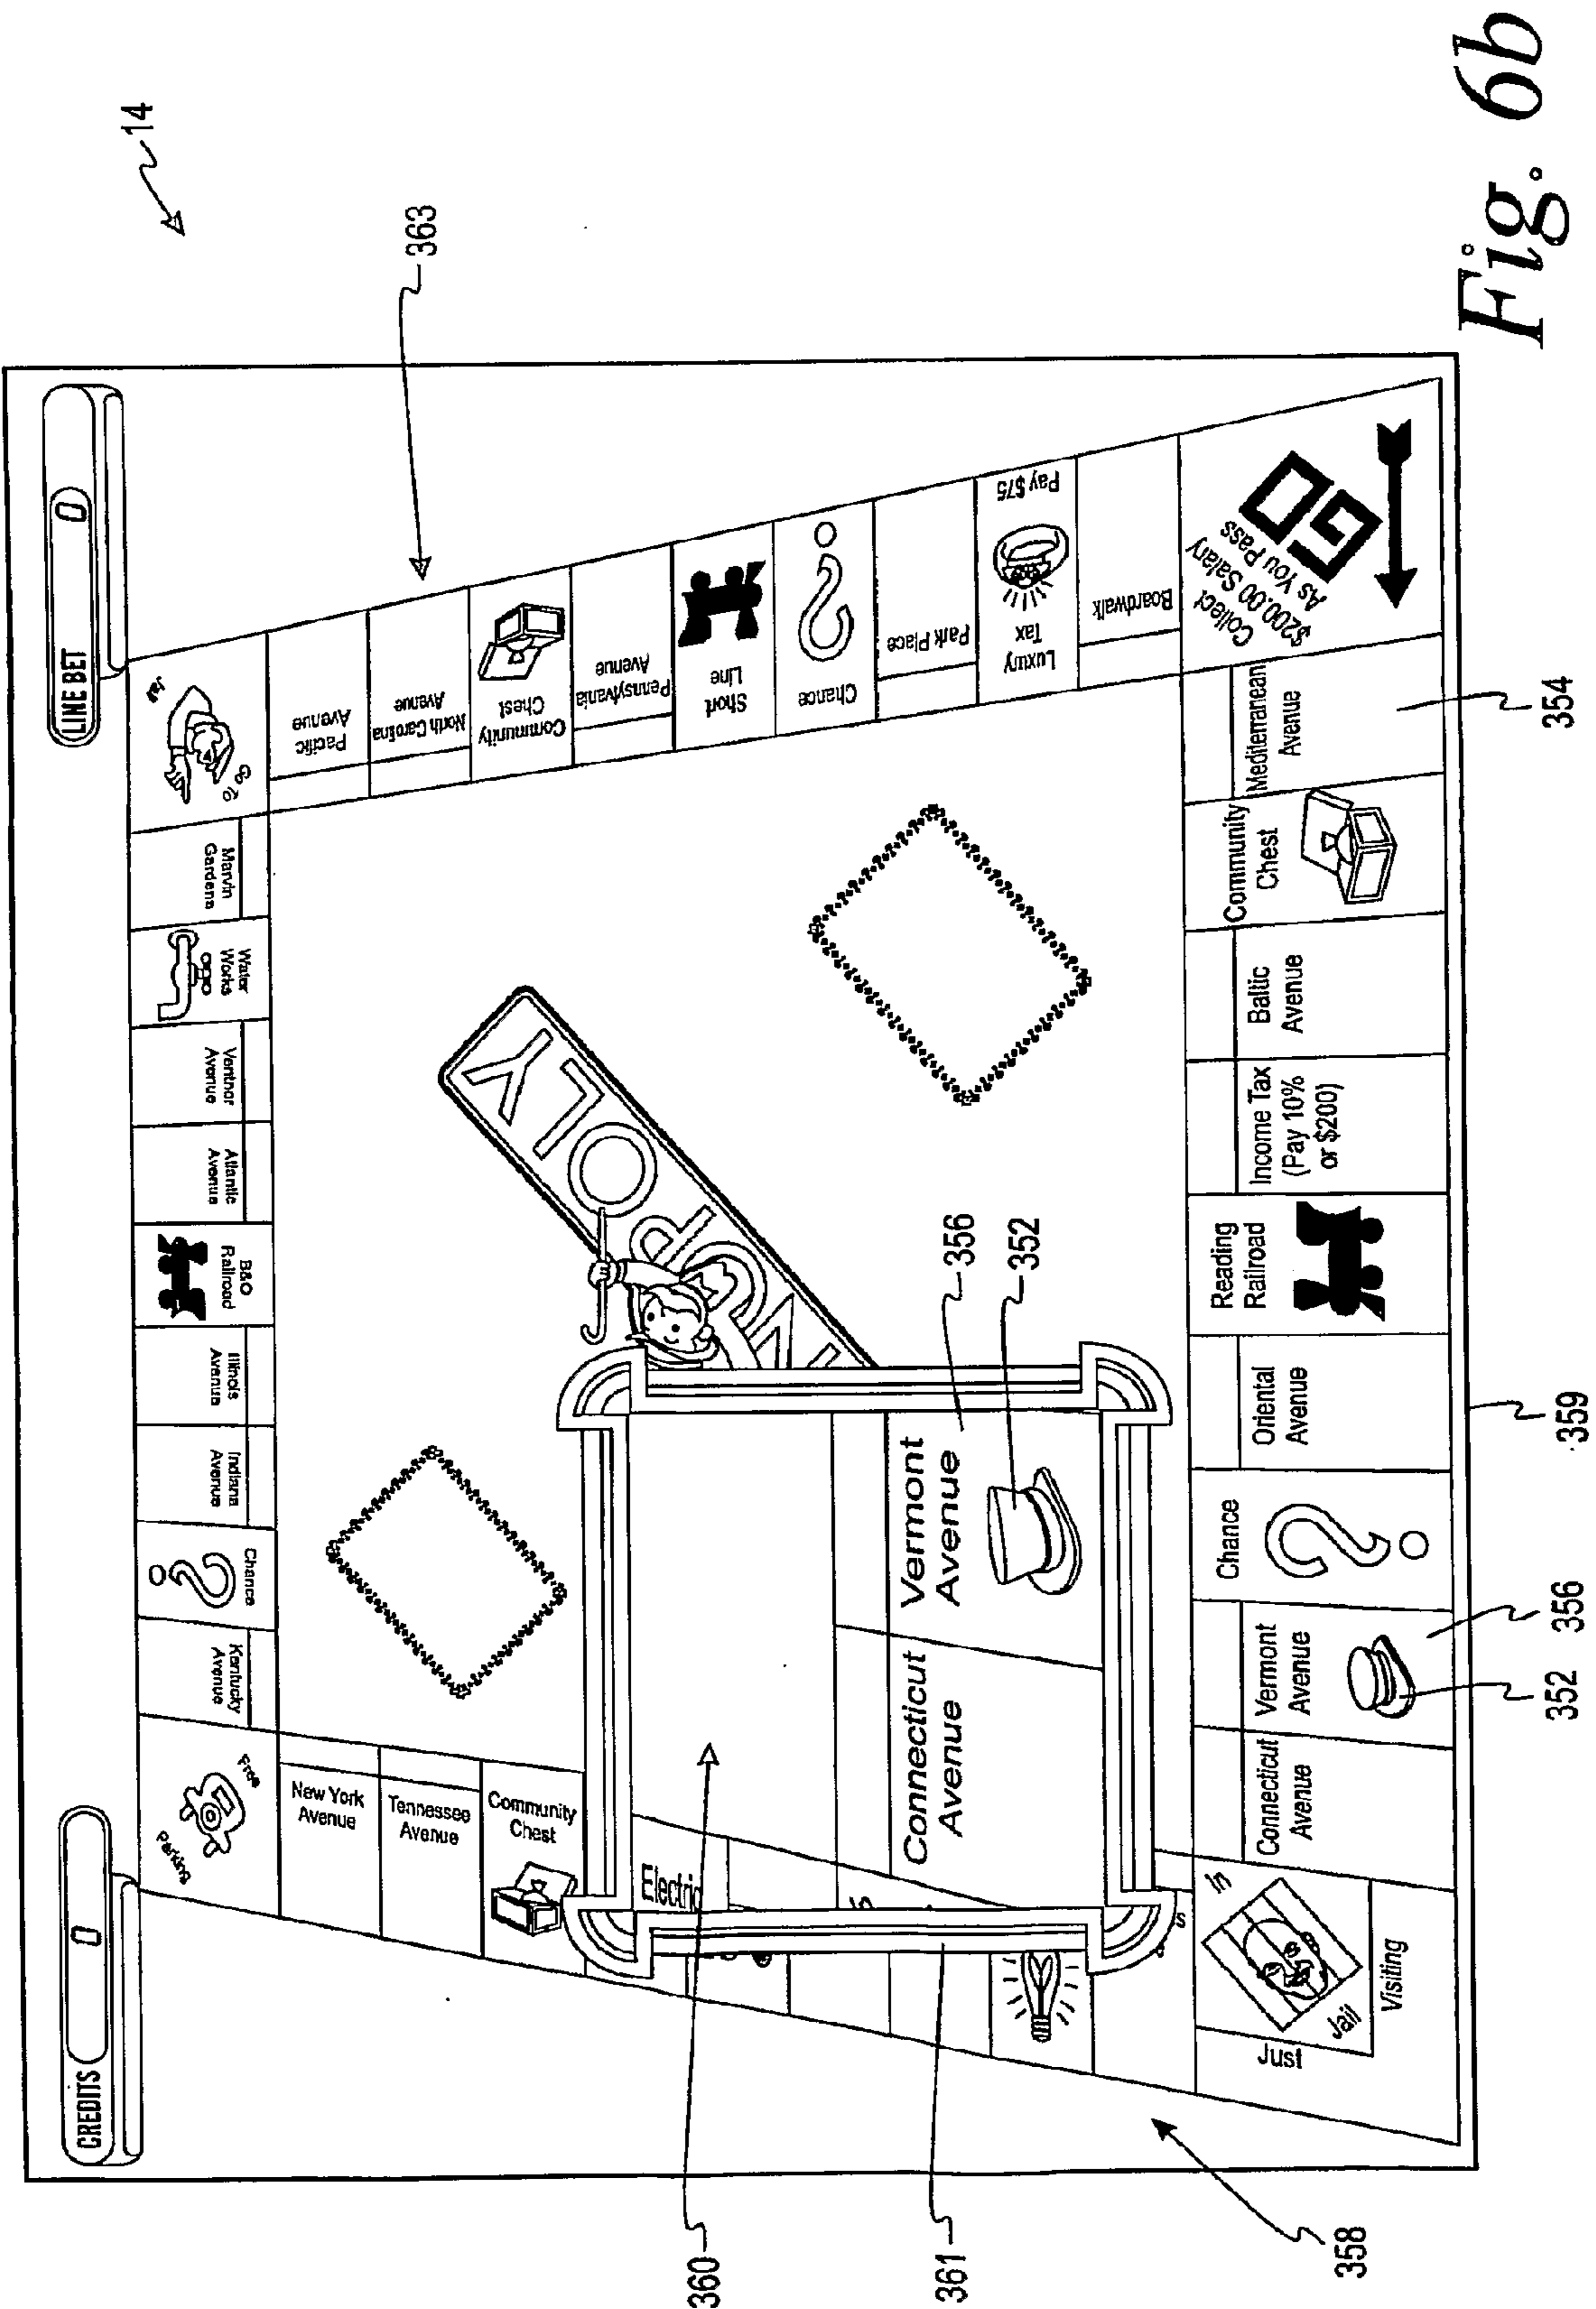 14
CREDITS 0
LINE BET 0
363
Parking
Free
Kentucky
Avenue
Chance
Indiana
Avenue
Illinois
Avenue
B&O
Railroad
Atlantic
Avenue
Ventnor
Avenue
Water
Works
Marvin
Gardens
Go To
Jail
New York
Avenue
Tennessee
Avenue
Community
Chest
Pacific
Avenue
North Carolina
Avenue
Community
Chest
Pennsylvania
Avenue
Short
Line
Chance
Park Place
Luxury
Tax
Pay $75
Boardwalk
OPOLY
360
Electric
361
Connecticut
Avenue
Vermont
Avenue
356
352
358
In
Jail
Just
Visiting
Connecticut
Avenue
Vermont
Avenue
Chance
Oriental
Avenue
Reading
Railroad
Income Tax
(Pay 10%
or $200)
Baltic
Avenue
Community
Chest
Mediterranean
Avenue
Collect
$200.00 Salary
As You Pass
GO
352
356
359
354
Fig. 6b